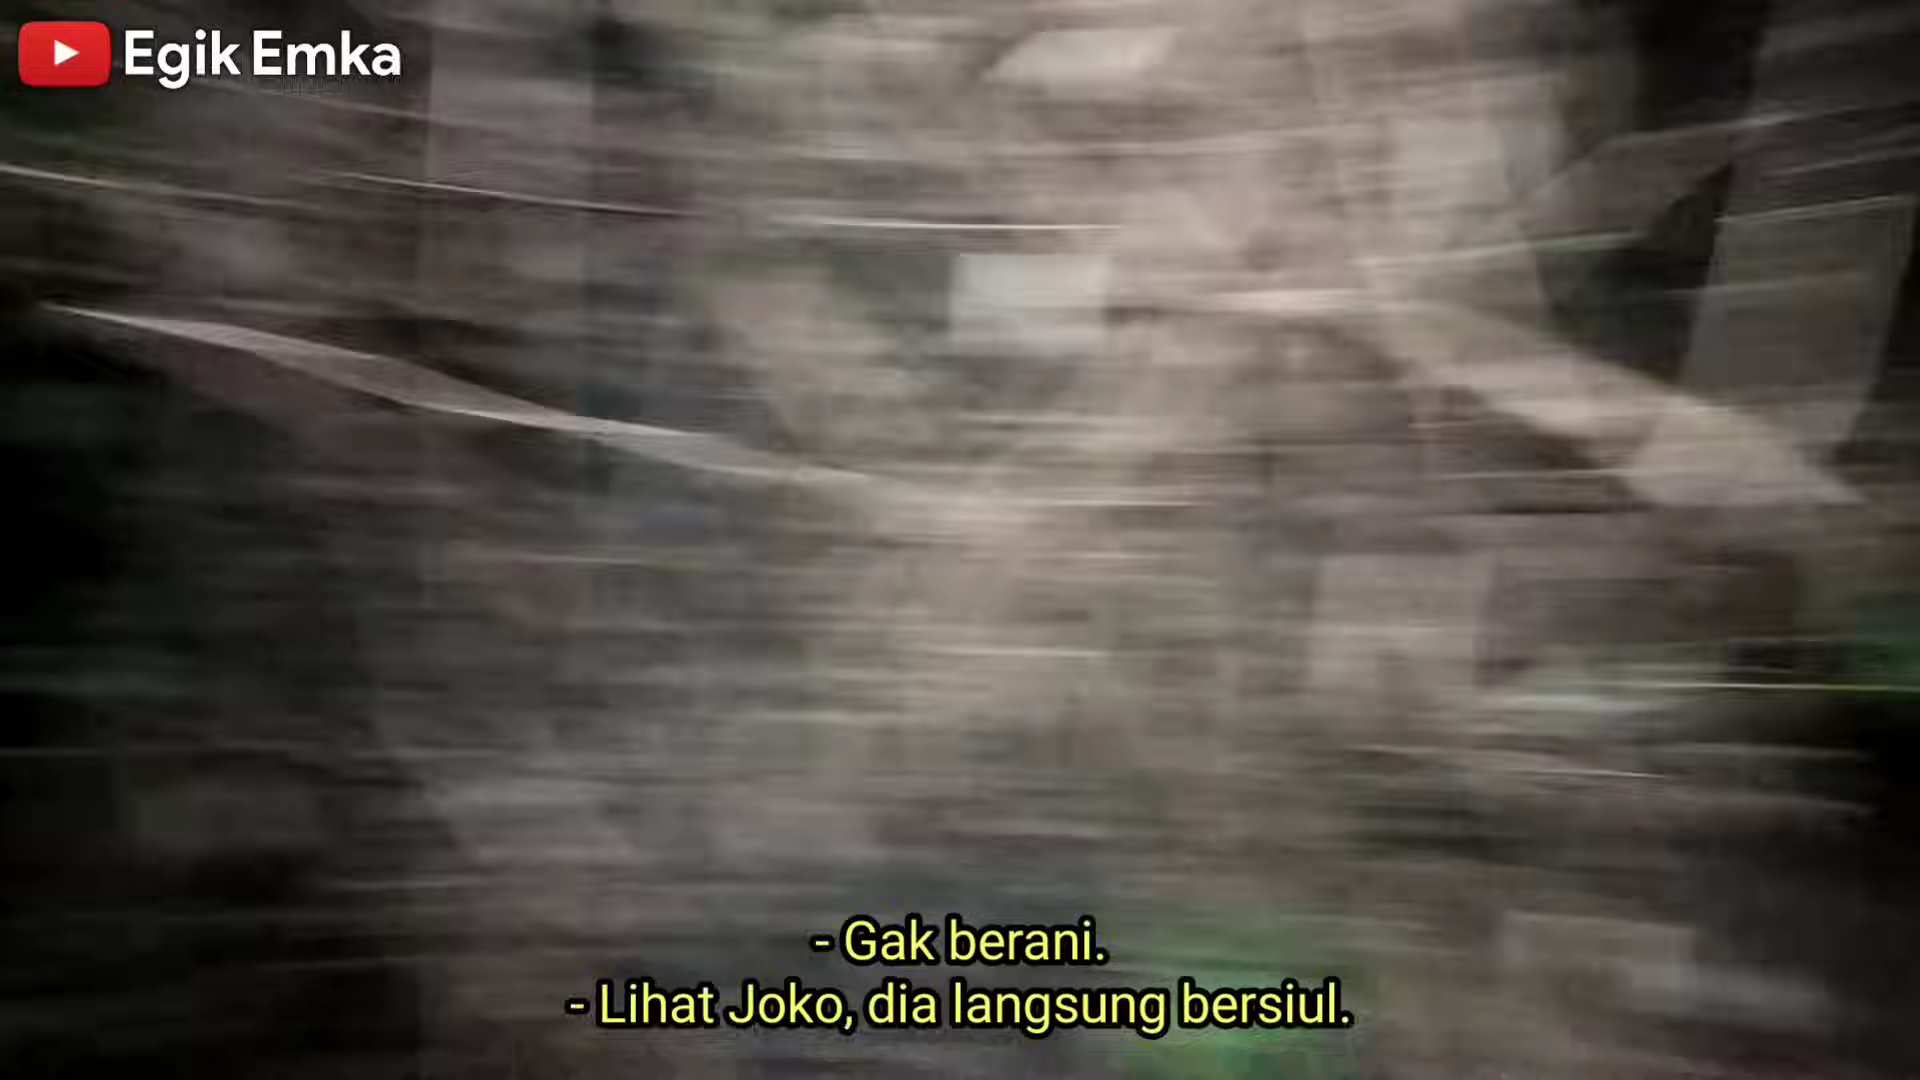 Egik Emka
- Gak berani.
- Lihat Joko, dia langsung bersiul.